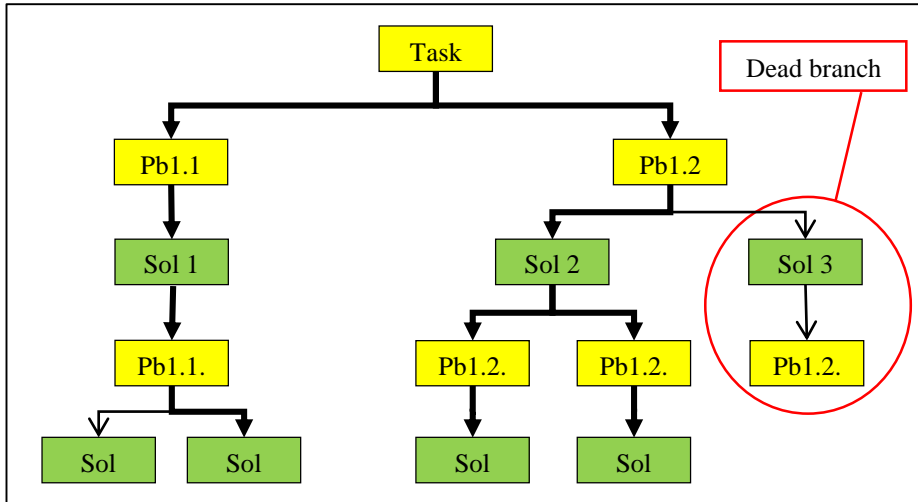 Task
Dead branch
Pb1.1
Pb1.2
Sol 1
Sol 2
Sol 3
Pb1.1.
Pb1.2.
Pb1.2.
Pb1.2.
Sol
Sol
Sol
Sol